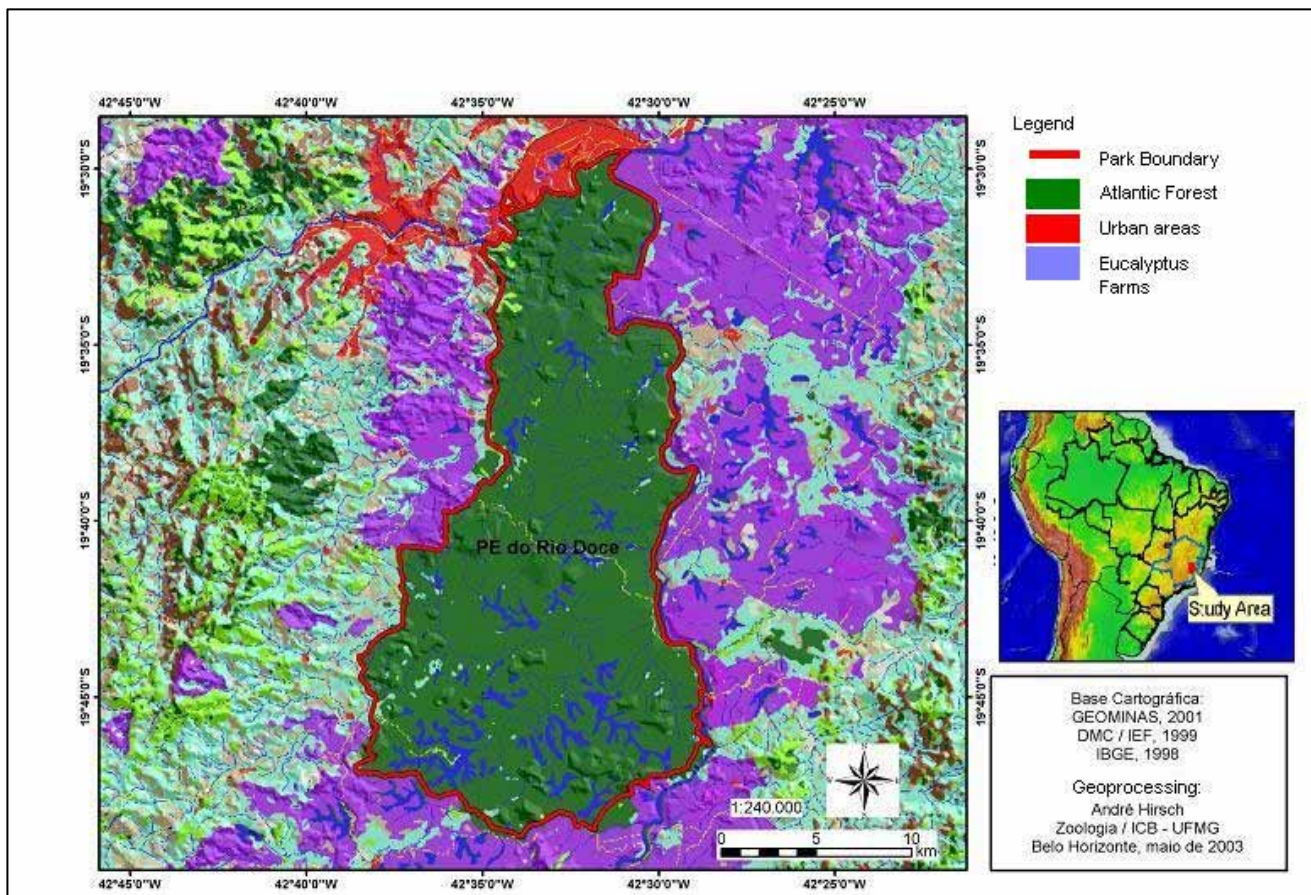 42°45'0"W 42°40'0"W 42°35'0"W 42°30'0"W 42°25'0"W
19°30'0"S 19°30'0"S
19°35'0"S 19°35'0"S
19°40'0"S 19°40'0"S
19°45'0"S 19°45'0"S
PE do Rio Doce
1:240.000
0 5 10
km
42°45'0"W 42°40'0"W 42°35'0"W 42°30'0"W 42°25'0"W
Legend
Park Boundary
Atlantic Forest
Urban areas
Eucalyptus
Farms
Study Area
Base Cartográfica:
GEOMINAS, 2001
DMC / IEF, 1999
IBGE, 1998
Geoprocessing:
André Hirsch
Zoologia / ICB - UFMG
Belo Horizonte, maio de 2003